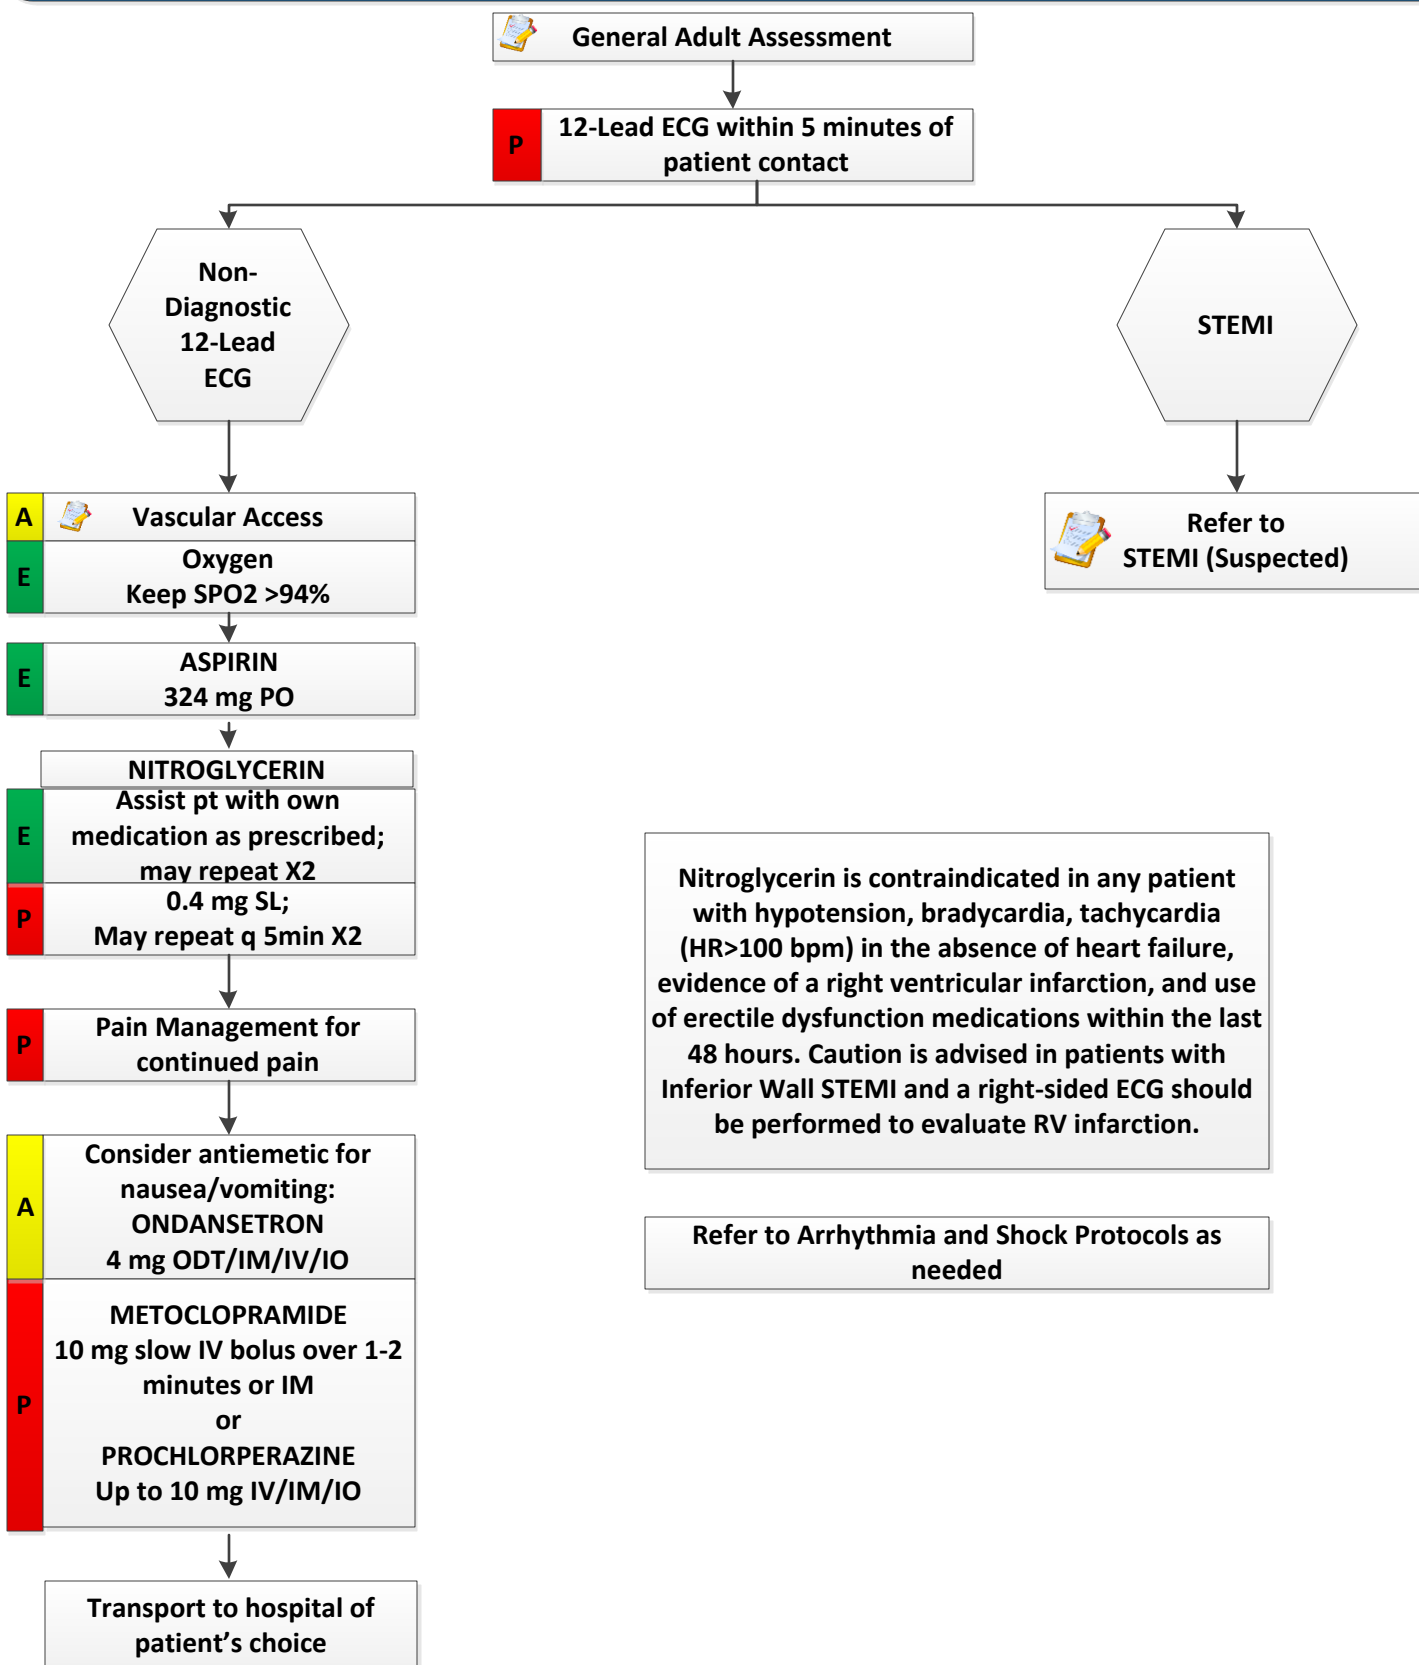 General Adult Assessment
P
12-Lead ECG within 5 minutes of
patient contact
Non-
Diagnostic
12-Lead
ECG
STEMI
A
Vascular Access
E
Oxygen
Keep SPO2 >94%
Refer to
STEMI (Suspected)
E
ASPIRIN
324 mg PO
NITROGLYCERIN
E
Assist pt with own
medication as prescribed;
may repeat X2
P
0.4 mg SL;
May repeat q 5min X2
P
Pain Management for
continued pain
A
Consider antiemetic for
nausea/vomiting:
ONDANSETRON
4 mg ODT/IM/IV/IO
P
METOCLOPRAMIDE
10 mg slow IV bolus over 1-2
minutes or IM
or
PROCHLORPERAZINE
Up to 10 mg IV/IM/IO
Transport to hospital of
patient's choice
Nitroglycerin is contraindicated in any patient
with hypotension, bradycardia, tachycardia
(HR>100 bpm) in the absence of heart failure,
evidence of a right ventricular infarction, and use
of erectile dysfunction medications within the last
48 hours. Caution is advised in patients with
Inferior Wall STEMI and a right-sided ECG should
be performed to evaluate RV infarction.
Refer to Arrhythmia and Shock Protocols as
needed